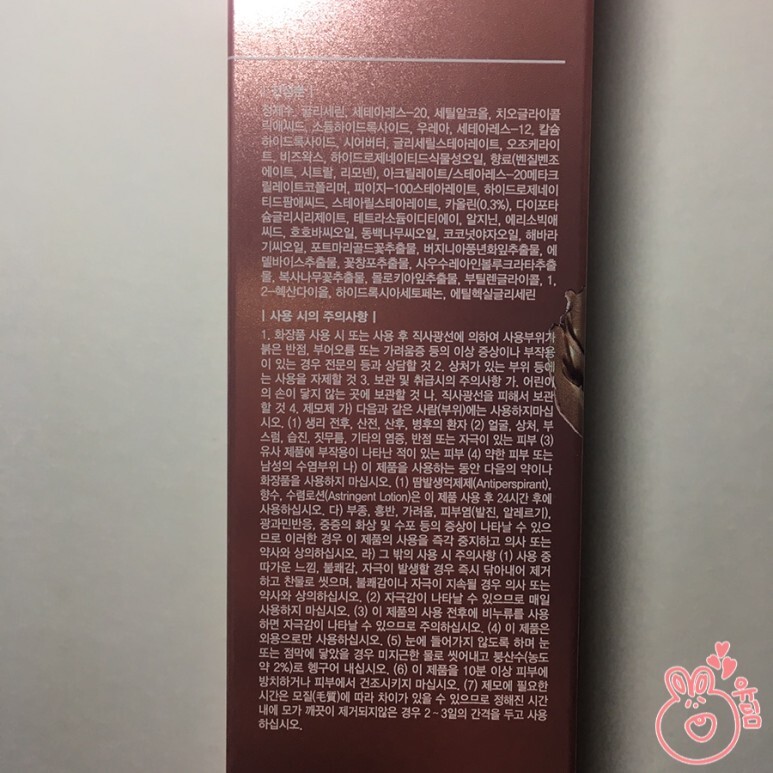 | 전성분 |
정제수, 글리세린, 세테아레스-20, 세틸알코올, 치오글라이콜
릭애씨드, 소듐하이드록사이드, 우레아, 세테아레스-12, 칼슘
하이드록사이드, 시어버터, 글리세릴스테아레이트, 오조케라이
트, 비즈왁스, 하이드로제네이티드식물성오일, 향료(벤질벤조
에이트, 시트랄, 리모넨), 아크릴레이트/스테아레스-20메타크
릴레이트코폴리머, 피이지-100스테아레이트, 하이드로제네이
티드팜애씨드, 스테아릴스테아레이트, 카올린(0.3%), 다이포타
슘글리시리제이트, 테트라소듐이디티에이, 알지닌, 에리소빅애
씨드, 호호바씨오일, 동백나무씨오일, 코코넛야자오일, 해바라
기씨오일, 포트마리골드꽃추출물, 버지니아풍년화잎추출물, 에
델바이스추출물, 꽃창포추출물, 사우수레아인볼루크라타추출
물, 복사나무꽃추출물, 몰로키아잎추출물, 부틸렌글라이콜, 1,
2-헥산다이올, 하이드록시아세토페논, 에틸헥실글리세린
| 사용 시의 주의사항 |
1. 화장품 사용 시 또는 사용 후 직사광선에 의하여 사용부위가
붉은 반점, 부어오름 또는 가려움증 등의 이상 증상이나 부작용
이 있는 경우 전문의 등과 상담할 것 2. 상처가 있는 부위 등에
는 사용을 자제할 것 3. 보관 및 취급시의 주의사항 가. 어린이
의 손이 닿지 않는 곳에 보관할 것 나. 직사광선을 피해서 보관
할 것 4. 제모제 가) 다음과 같은 사람(부위)에는 사용하지마십
시오. (1) 생리 전후, 산전, 산후, 병후의 환자 (2) 얼굴, 상처, 부
스럼, 습진, 짓무름, 기타의 염증, 반점 또는 자극이 있는 피부 (3)
유사 제품에 부작용이 나타난 적이 있는 피부 (4) 약한 피부 또는
남성의 수염부위 나) 이 제품을 사용하는 동안 다음의 약이나
화장품을 사용하지 마십시오. (1) 땀발생억제제(Antiperspirant),
향수, 수렴로션(Astringent Lotion)은 이 제품 사용 후 24시간 후에
사용하십시오. 다) 부종, 홍반, 가려움, 피부염(발진, 알레르기),
광과민반응, 중증의 화상 및 수포 등의 증상이 나타날 수 있으
므로 이러한 경우 이 제품의 사용을 즉각 중지하고 의사 또는
약사와 상의하십시오. 라) 그 밖의 사용 시 주의사항 (1) 사용 중
따가운 느낌, 불쾌감, 자극이 발생할 경우 즉시 닦아내어 제거
하고 찬물로 씻으며, 불쾌감이나 자극이 지속될 경우 의사 또는
약사와 상의하십시오. (2) 자극감이 나타날 수 있으므로 매일
사용하지 마십시오. (3) 이 제품의 사용 전후에 비누류를 사용
하면 자극감이 나타날 수 있으므로 주의하십시오. (4) 이 제품은
외용으로만 사용하십시오. (5) 눈에 들어가지 않도록 하며 눈
또는 점막에 닿았을 경우 미지근한 물로 씻어내고 붕산수(농도
약 2%)로 헹구어 내십시오. (6) 이 제품을 10분 이상 피부에
방치하거나 피부에서 건조시키지 마십시오. (7) 제모에 필요한
시간은 모질(毛質)에 따라 차이가 있을 수 있으므로 정해진 시간
내에 모가 깨끗이 제거되지않은 경우 2~3일의 간격을 두고 사용
하십시오.
유힘